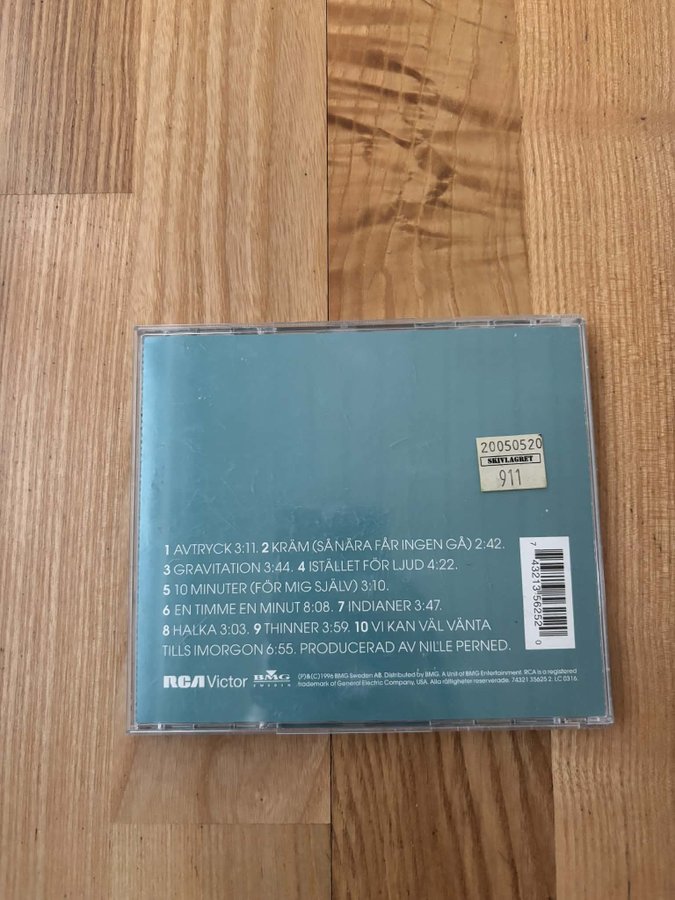 20050520
SKIVLAGRET
911
1 AVTRYCK 3:11. 2 KRÄM (SÅ NÄRA FÅR INGEN GÅ) 2:42.
3 GRAVITATION 3:44. 4 ISTÄLLET FÖR LJUD 4:22.
5 10 MINUTER (FÖR MIG SJÄLV) 3:10.
6 EN TIMME EN MINUT 8:08. 7 INDIANER 3:47.
8 HALKA 3:03. 9 THINNER 3:59. 10 VI KAN VÄL VÄNTA
TILLS IMORGON 6:55. PRODUCERAD AV NILLE PERNED.
7 43213 56252 0
RCA Victor
BMG
SWEDEN
(P)&(C)1996 BMG Sweden AB. Distributed by BMG. A Unit of BMG Entertainment. RCA is a registered
trademark of General Electric Company, USA. Alla rättigheter reserverade. 74321 35625 2. LC 0316.